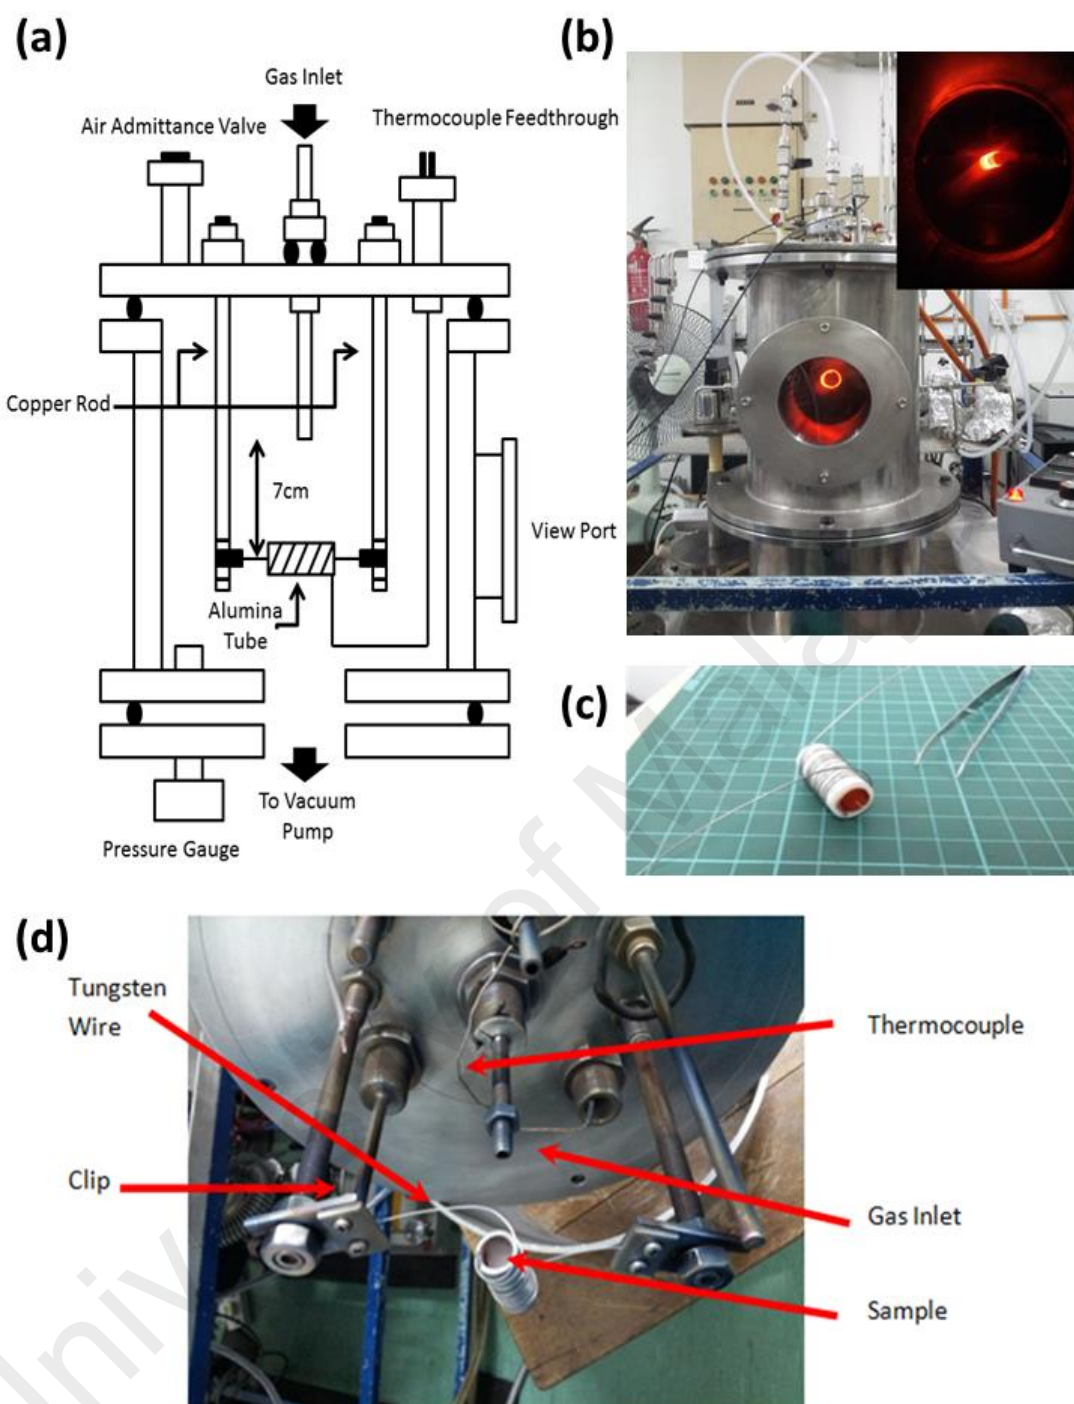 (a)
Gas Inlet
Air Admittance Valve
Thermocouple Feedthrough
Copper Rod
7cm
View Port
Alumina
Tube
To Vacuum
Pump
Pressure Gauge
(b)
(c)
(d)
Tungsten
Wire
Thermocouple
Clip
Gas Inlet
Sample